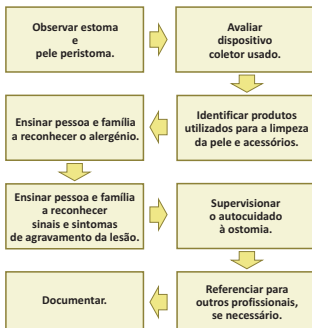 Observar estoma
e
pele peristoma.
Avaliar
dispositivo
coletor usado.
Identificar produtos
utilizados para a limpeza
da pele e acessórios.
Ensinar pessoa e família
a reconhecer o alergénio.
Ensinar pessoa e família
a reconhecer
sinais e sintomas
de agravamento da lesão.
Supervisionar
o autocuidado
à ostomia.
Referenciar para
outros profissionais,
se necessário.
Documentar.